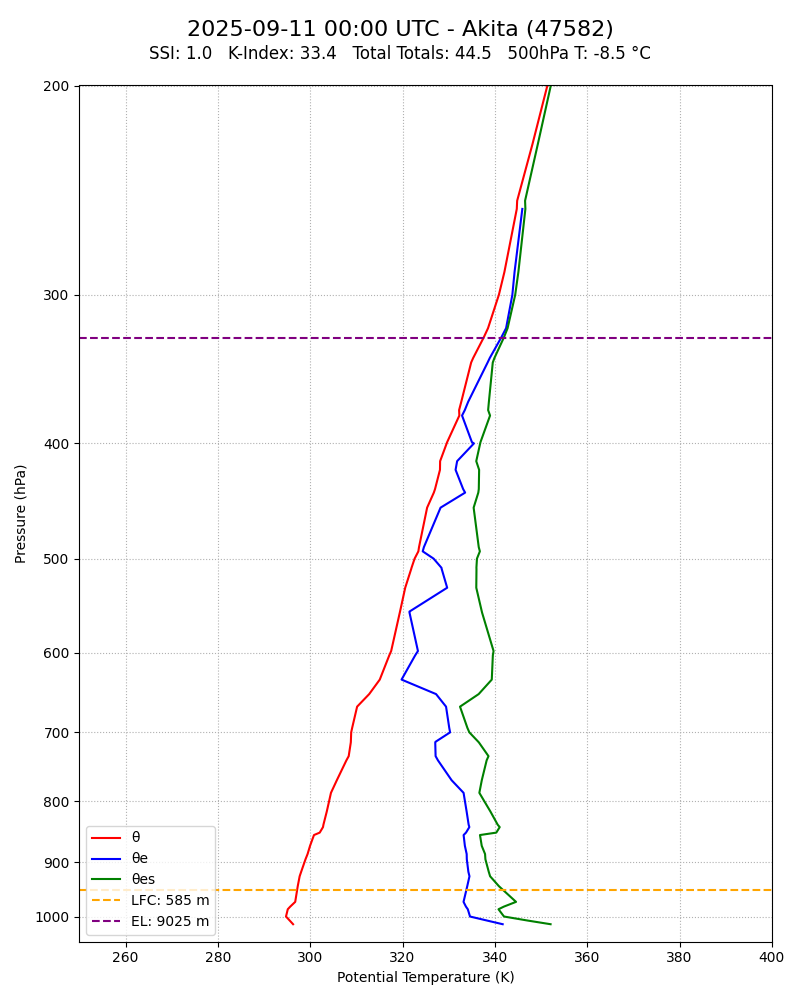 2025-09-11 00:00 UTC - Akita (47582)
SSI: 1.0   K-Index: 33.4   Total Totals: 44.5   500hPa T: -8.5 °C
200
300
400
500
600
700
800
900
1000
Pressure (hPa)
θ
θe
θes
LFC: 585 m
EL: 9025 m
260 280 300 320 340 360 380 400
Potential Temperature (K)